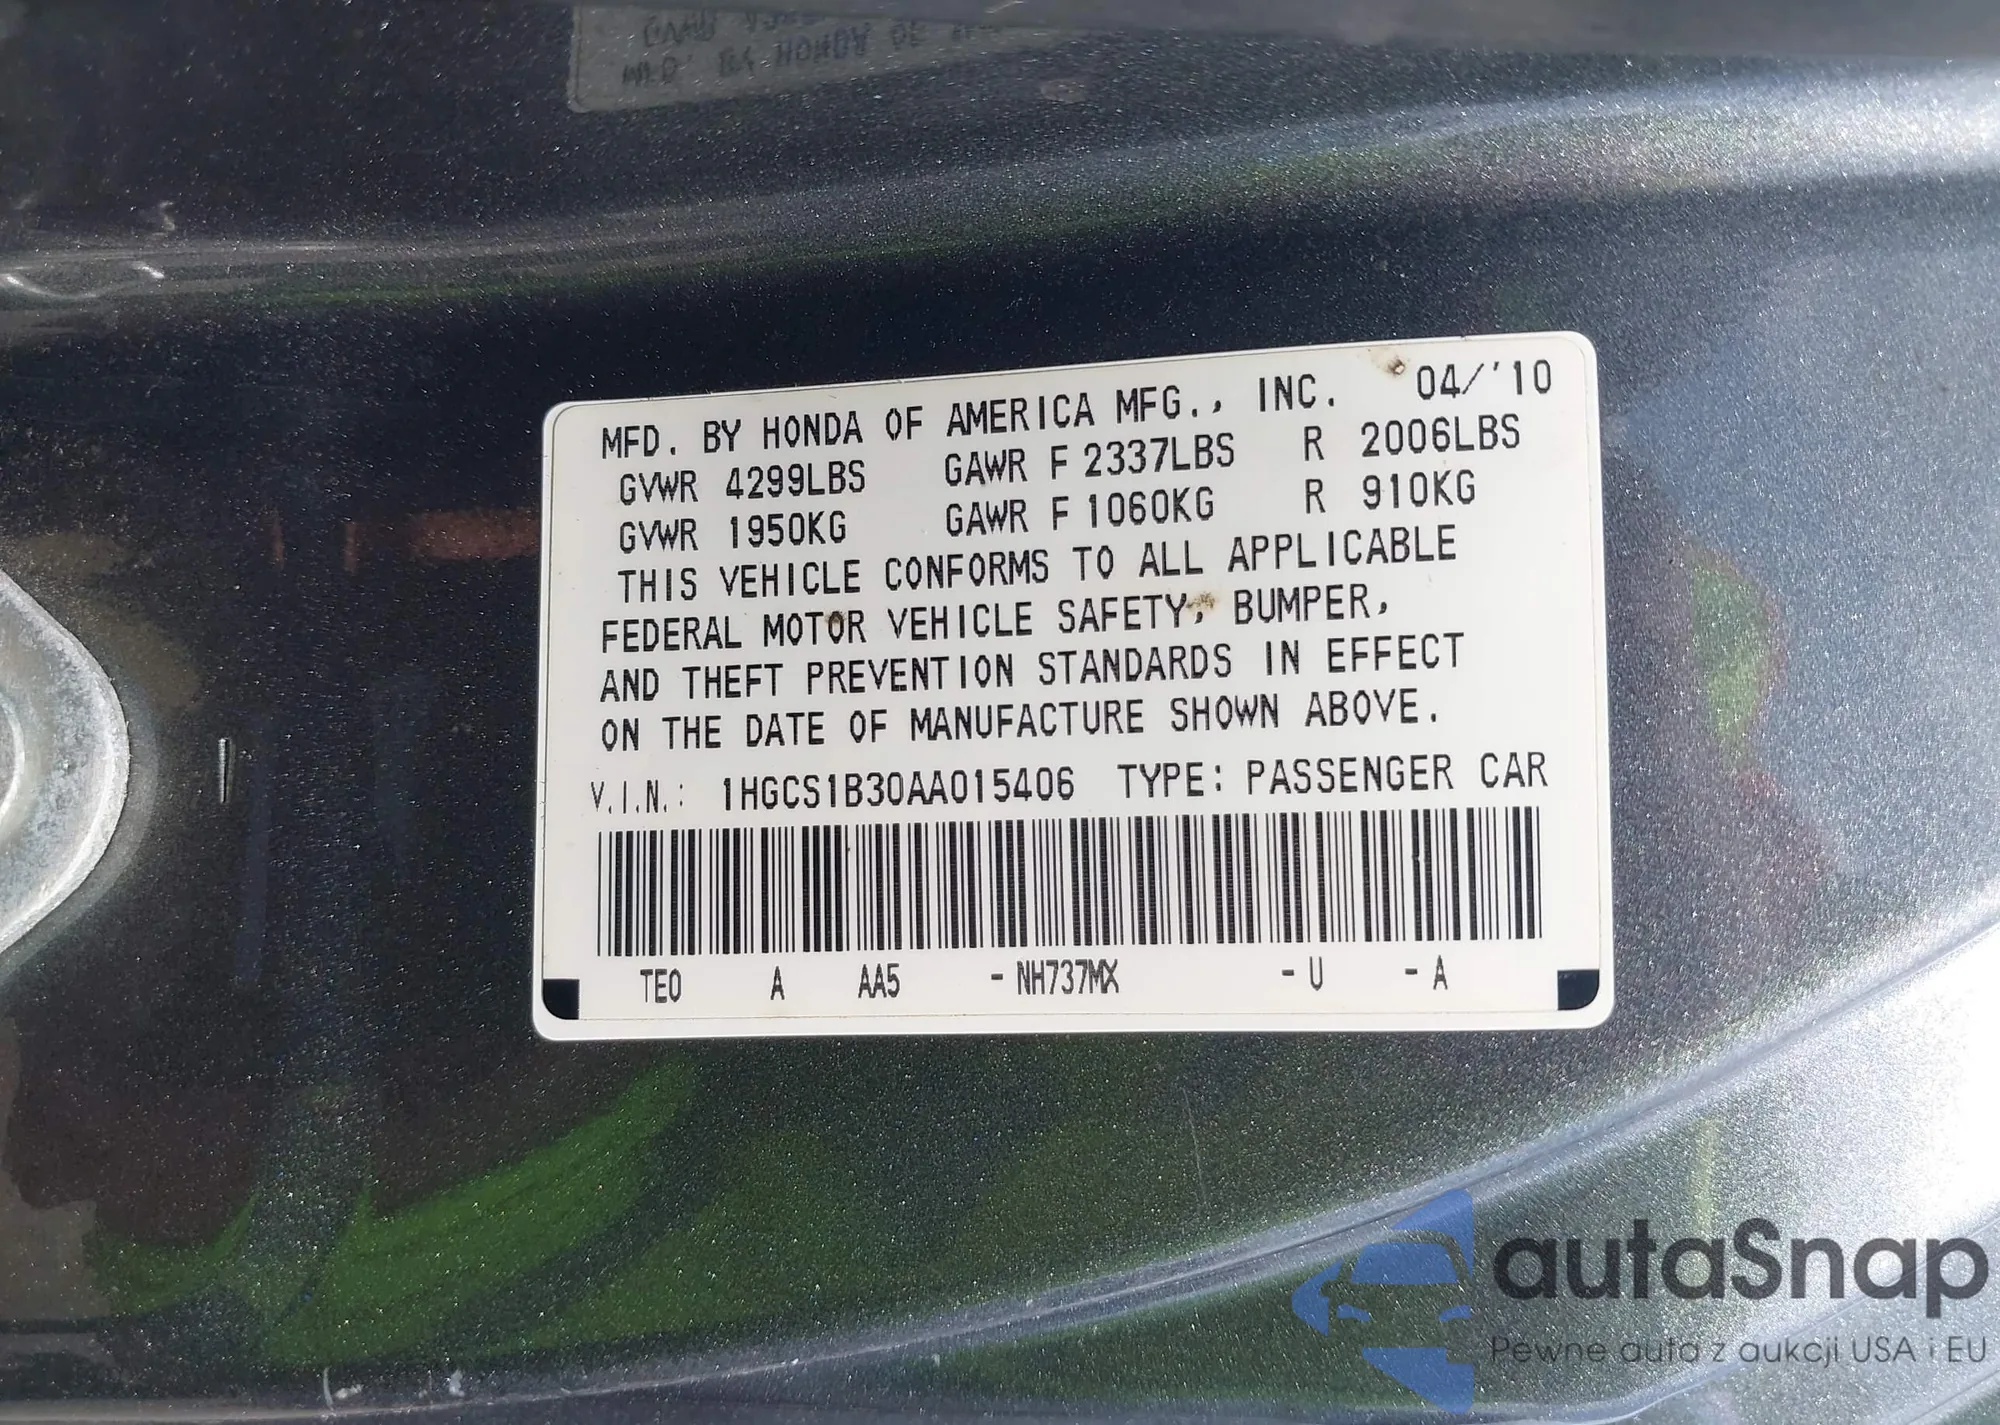 MFD. BY HONDA OF AMERICA MFG., INC. 04/'10
GVWR 4299LBS GAWR F 2337LBS R 2006LBS
GVWR 1950KG GAWR F 1060KG R 910KG
THIS VEHICLE CONFORMS TO ALL APPLICABLE
FEDERAL MOTOR VEHICLE SAFETY, BUMPER,
AND THEFT PREVENTION STANDARDS IN EFFECT
ON THE DATE OF MANUFACTURE SHOWN ABOVE.
V.I.N.: 1HGCS1B30AA015406 TYPE: PASSENGER CAR
TE0 A AA5 - NH737MX - U - A
autaSnap
Pewne auta z aukcji USA i EU